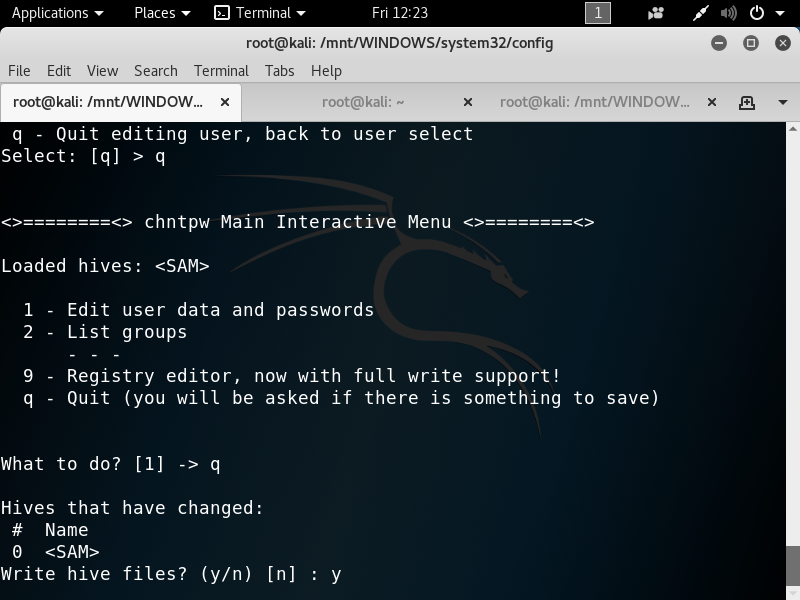 Applications Places Terminal Fri 12:23 1
root@kali: /mnt/WINDOWS/system32/config
File Edit View Search Terminal Tabs Help
root@kali: /mnt/WINDOW... × root@kali: ~ × root@kali: /mnt/WINDOW... ×
q - Quit editing user, back to user select
Select: [q] > q
<>========<> chntpw Main Interactive Menu <>========<>
Loaded hives: <SAM>
1 - Edit user data and passwords
2 - List groups
- - -
9 - Registry editor, now with full write support!
q - Quit (you will be asked if there is something to save)
What to do? [1] -> q
Hives that have changed:
# Name
0 <SAM>
Write hive files? (y/n) [n] : y